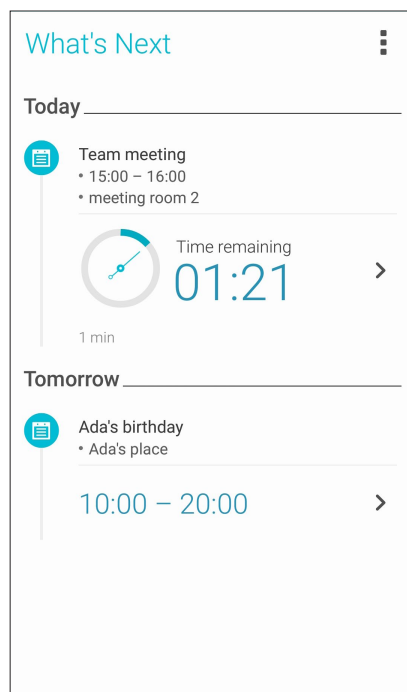 What's Next
Today
Team meeting
• 15:00 – 16:00
• meeting room 2
Time remaining
01:21
1 min
Tomorrow
Ada's birthday
• Ada's place
10:00 – 20:00